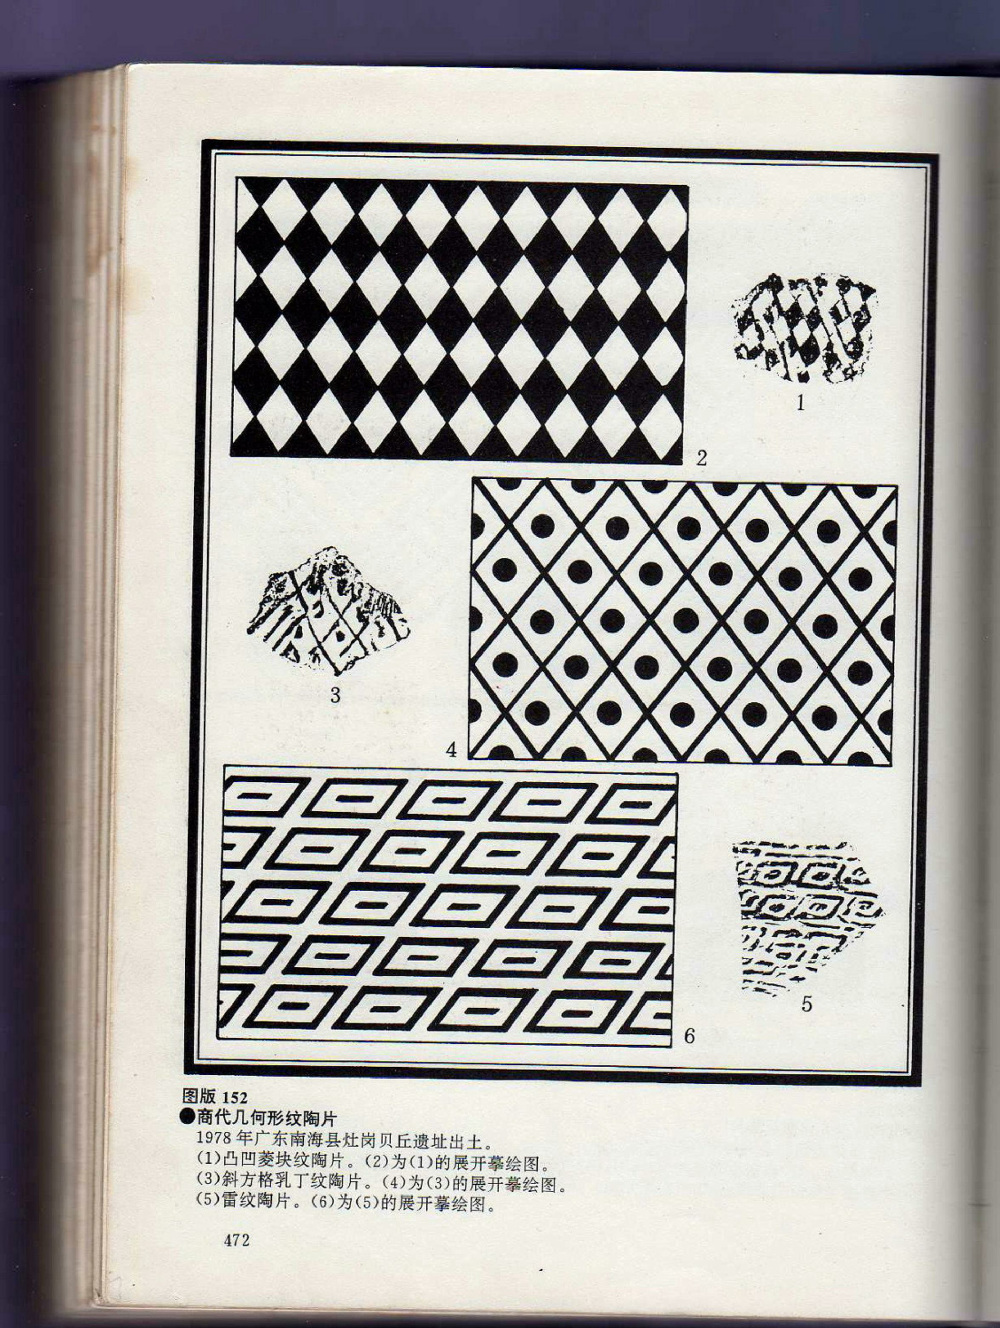 2
1
3
4
5
6
图版 152
●商代几何形纹陶片
1978年广东南海县灶岗贝丘遗址出土。
(1)凸凹菱块纹陶片。(2)为(1)的展开摹绘图。
(3)斜方格乳丁纹陶片。(4)为(3)的展开摹绘图。
(5)雷纹陶片。(6)为(5)的展开摹绘图。
472